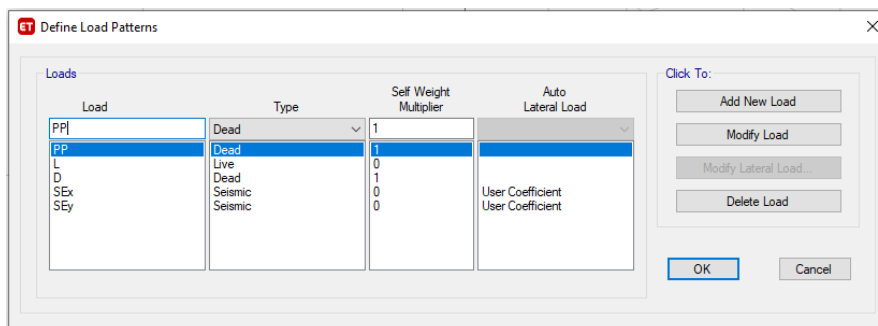 ET Define Load Patterns
Loads
Click To:
Load Type Self Weight Multiplier Auto Lateral Load
PP Dead 1
PP Dead 1
L Live 0
D Dead 1
SEx Seismic 0 User Coefficient
SEy Seismic 0 User Coefficient
Add New Load
Modify Load
Modify Lateral Load...
Delete Load
OK Cancel